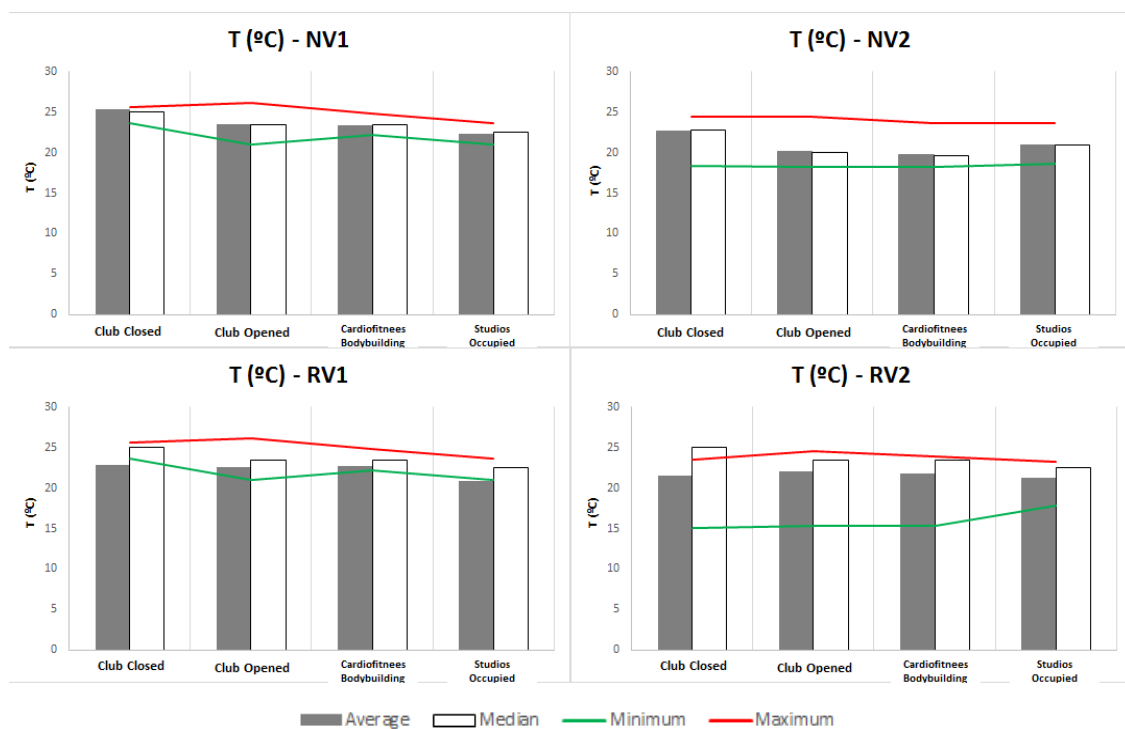 T (ºC) - NV1
T (ºC)
30
25
20
15
10
5
0
Club Closed
Club Opened
Cardiofitnees
Bodybuilding
Studios
Occupied
T (ºC) - NV2
T (ºC)
30
25
20
15
10
5
0
Club Closed
Club Opened
Cardiofitnees
Bodybuilding
Studios
Occupied
T (ºC) - RV1
T (ºC)
30
25
20
15
10
5
0
Club Closed
Club Opened
Cardiofitnees
Bodybuilding
Studios
Occupied
T (ºC) - RV2
T (ºC)
30
25
20
15
10
5
0
Club Closed
Club Opened
Cardiofitnees
Bodybuilding
Studios
Occupied
Average Median Minimum Maximum